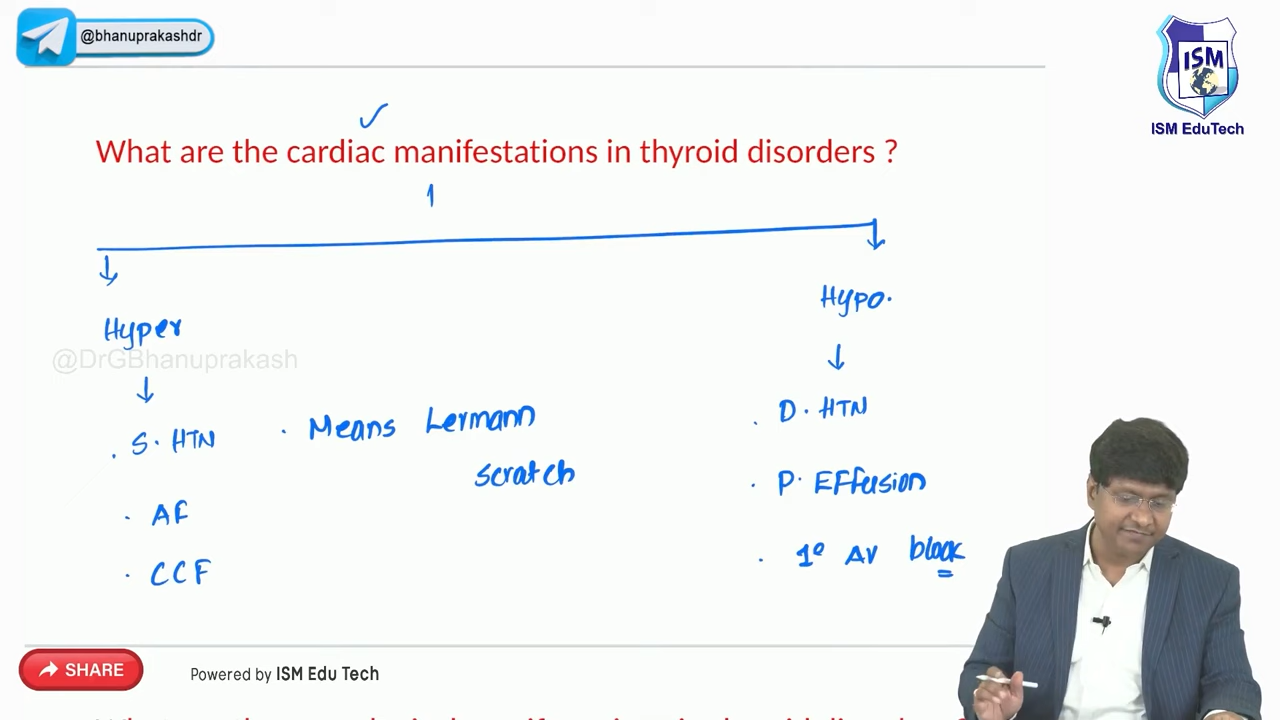 @bhanuprakashdr
ISM
ISM EduTech
What are the cardiac manifestations in thyroid disorders ?
Hyper
@DrGBhanuprakash
S. HTN
AF
CCF
Means Lermann
scratch
Hypo.
D. HTN
P. Effusion
1° AV block
SHARE
Powered by ISM Edu Tech